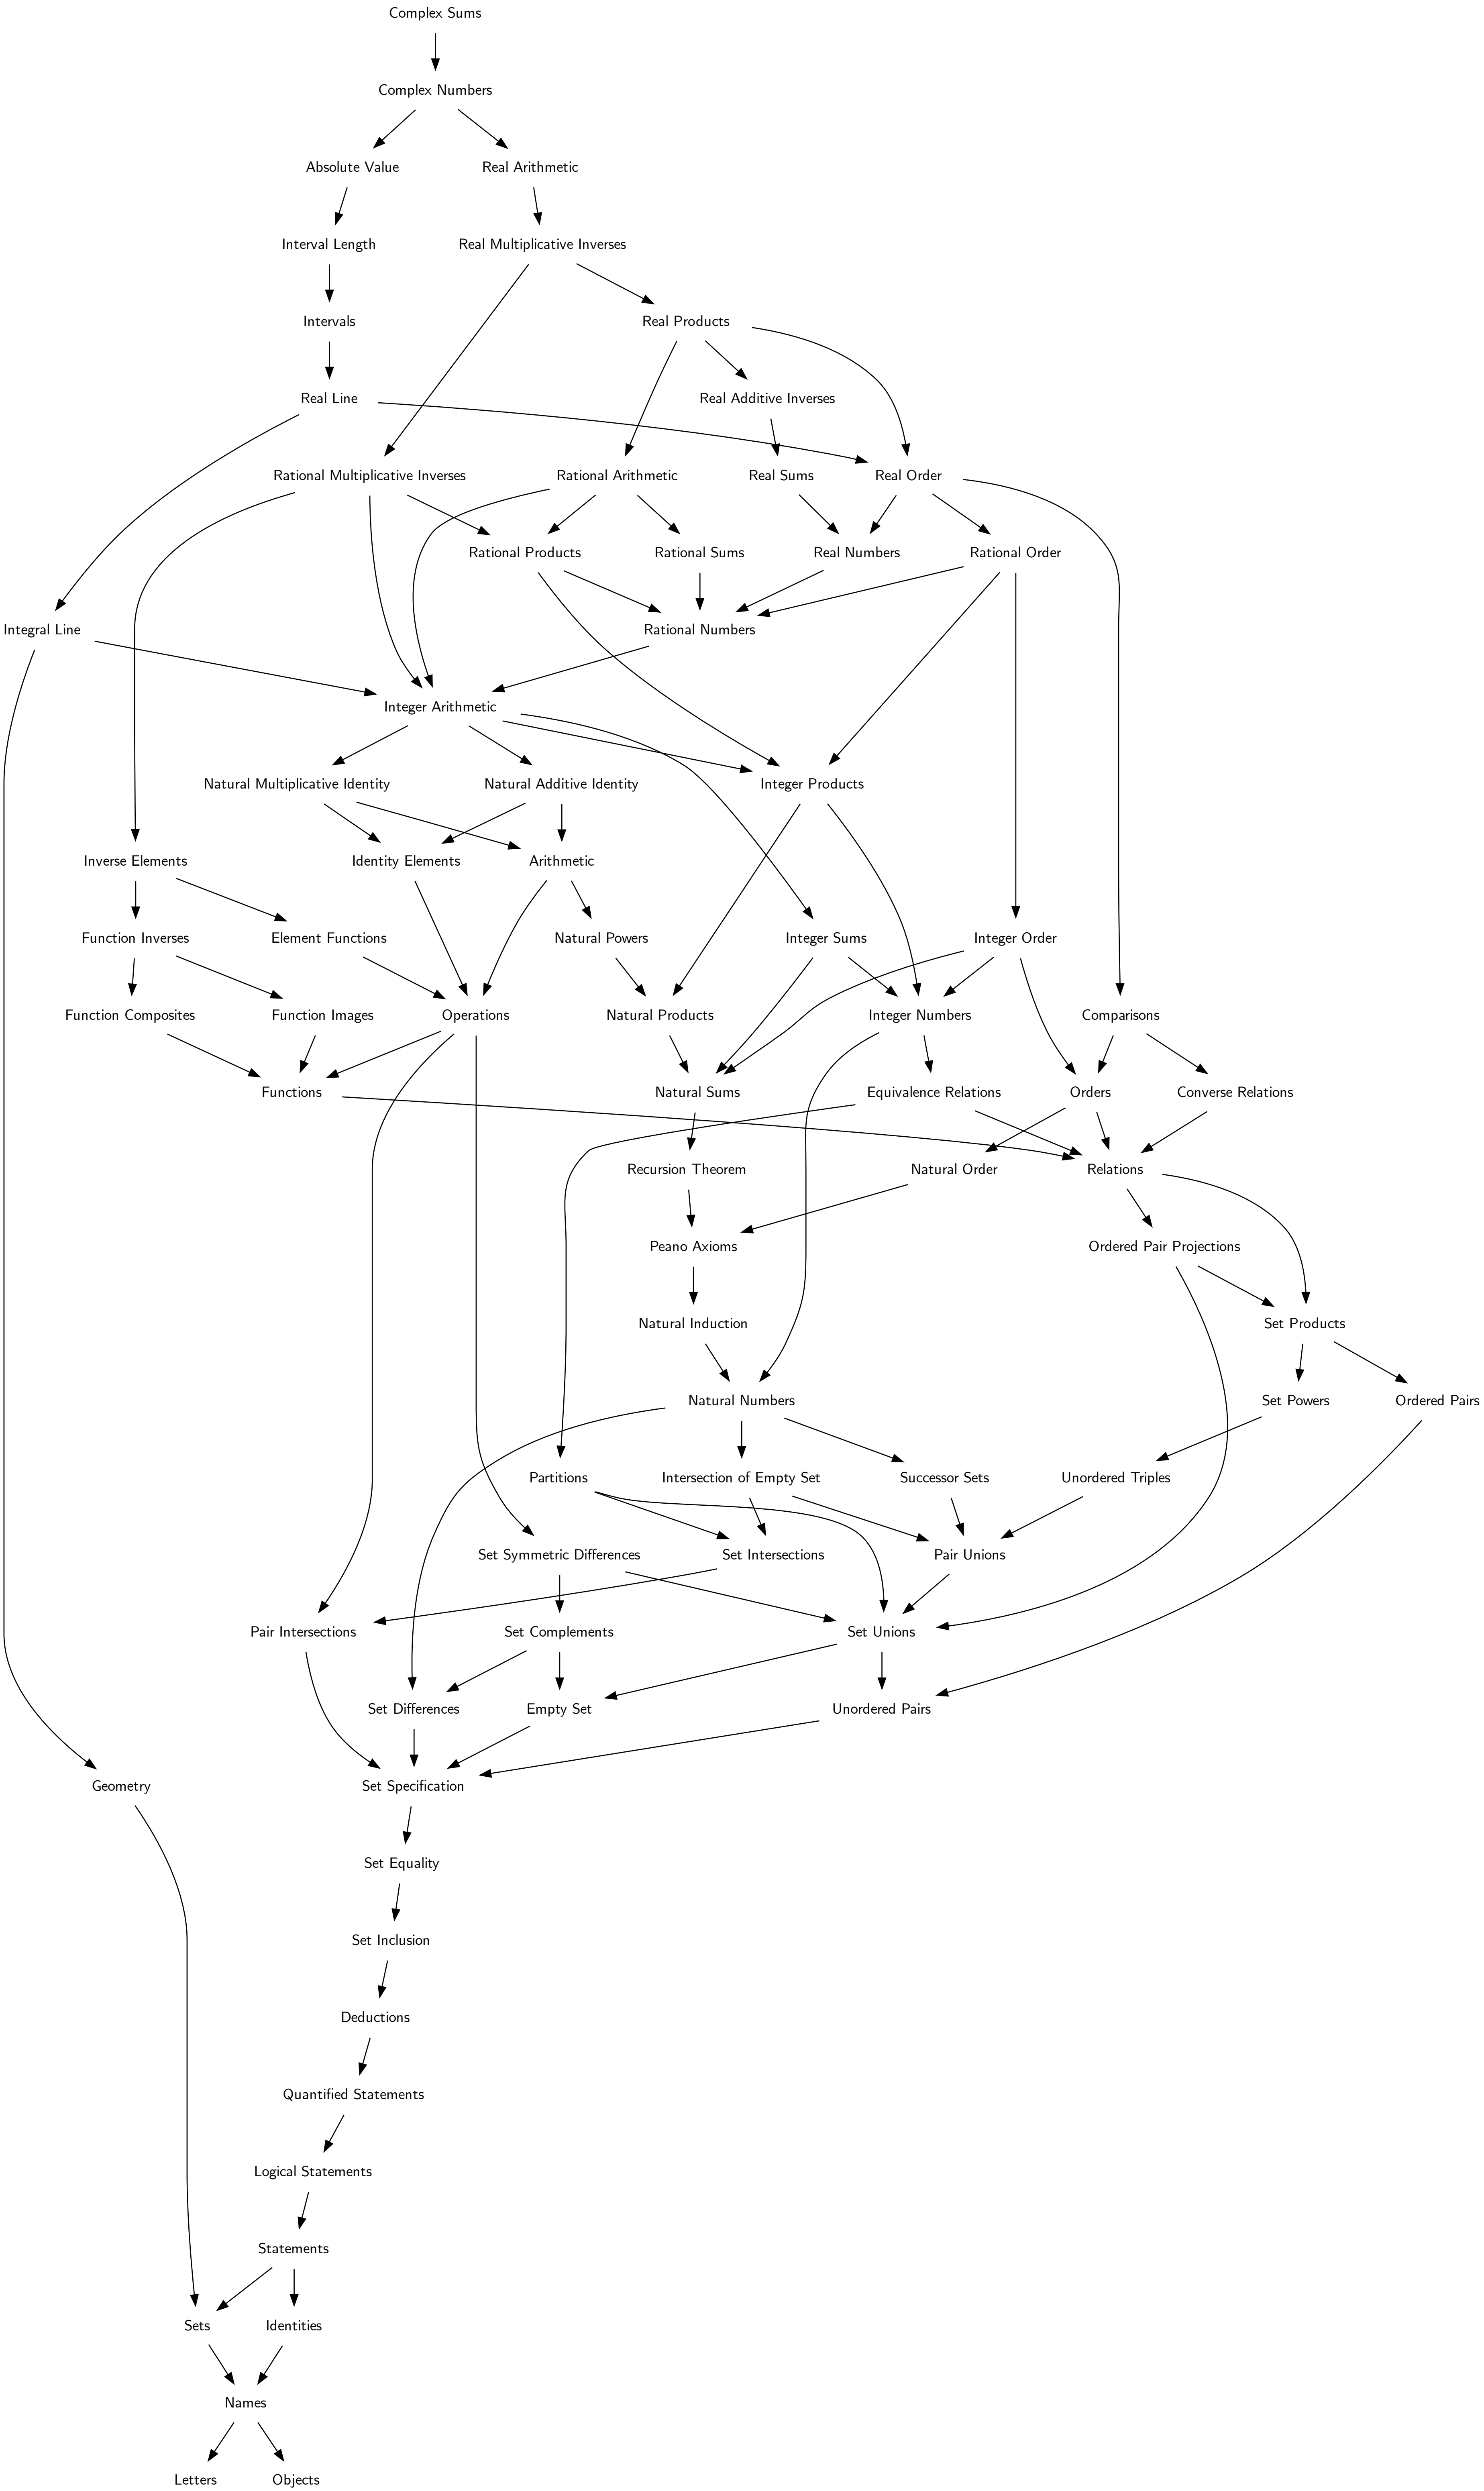 Complex Sums
Complex Numbers
Absolute Value
Real Arithmetic
Interval Length
Real Multiplicative Inverses
Intervals
Real Products
Real Line
Real Additive Inverses
Rational Multiplicative Inverses
Rational Arithmetic
Real Sums
Real Order
Rational Products
Rational Sums
Real Numbers
Rational Order
Integral Line
Rational Numbers
Integer Arithmetic
Natural Multiplicative Identity
Natural Additive Identity
Integer Products
Inverse Elements
Identity Elements
Arithmetic
Function Inverses
Element Functions
Natural Powers
Integer Sums
Integer Order
Function Composites
Function Images
Operations
Natural Products
Integer Numbers
Comparisons
Functions
Natural Sums
Equivalence Relations
Orders
Converse Relations
Recursion Theorem
Natural Order
Relations
Peano Axioms
Ordered Pair Projections
Natural Induction
Set Products
Natural Numbers
Set Powers
Ordered Pairs
Partitions
Intersection of Empty Set
Successor Sets
Unordered Triples
Set Symmetric Differences
Set Intersections
Pair Unions
Pair Intersections
Set Complements
Set Unions
Set Differences
Empty Set
Unordered Pairs
Geometry
Set Specification
Set Equality
Set Inclusion
Deductions
Quantified Statements
Logical Statements
Statements
Sets
Identities
Names
Letters
Objects